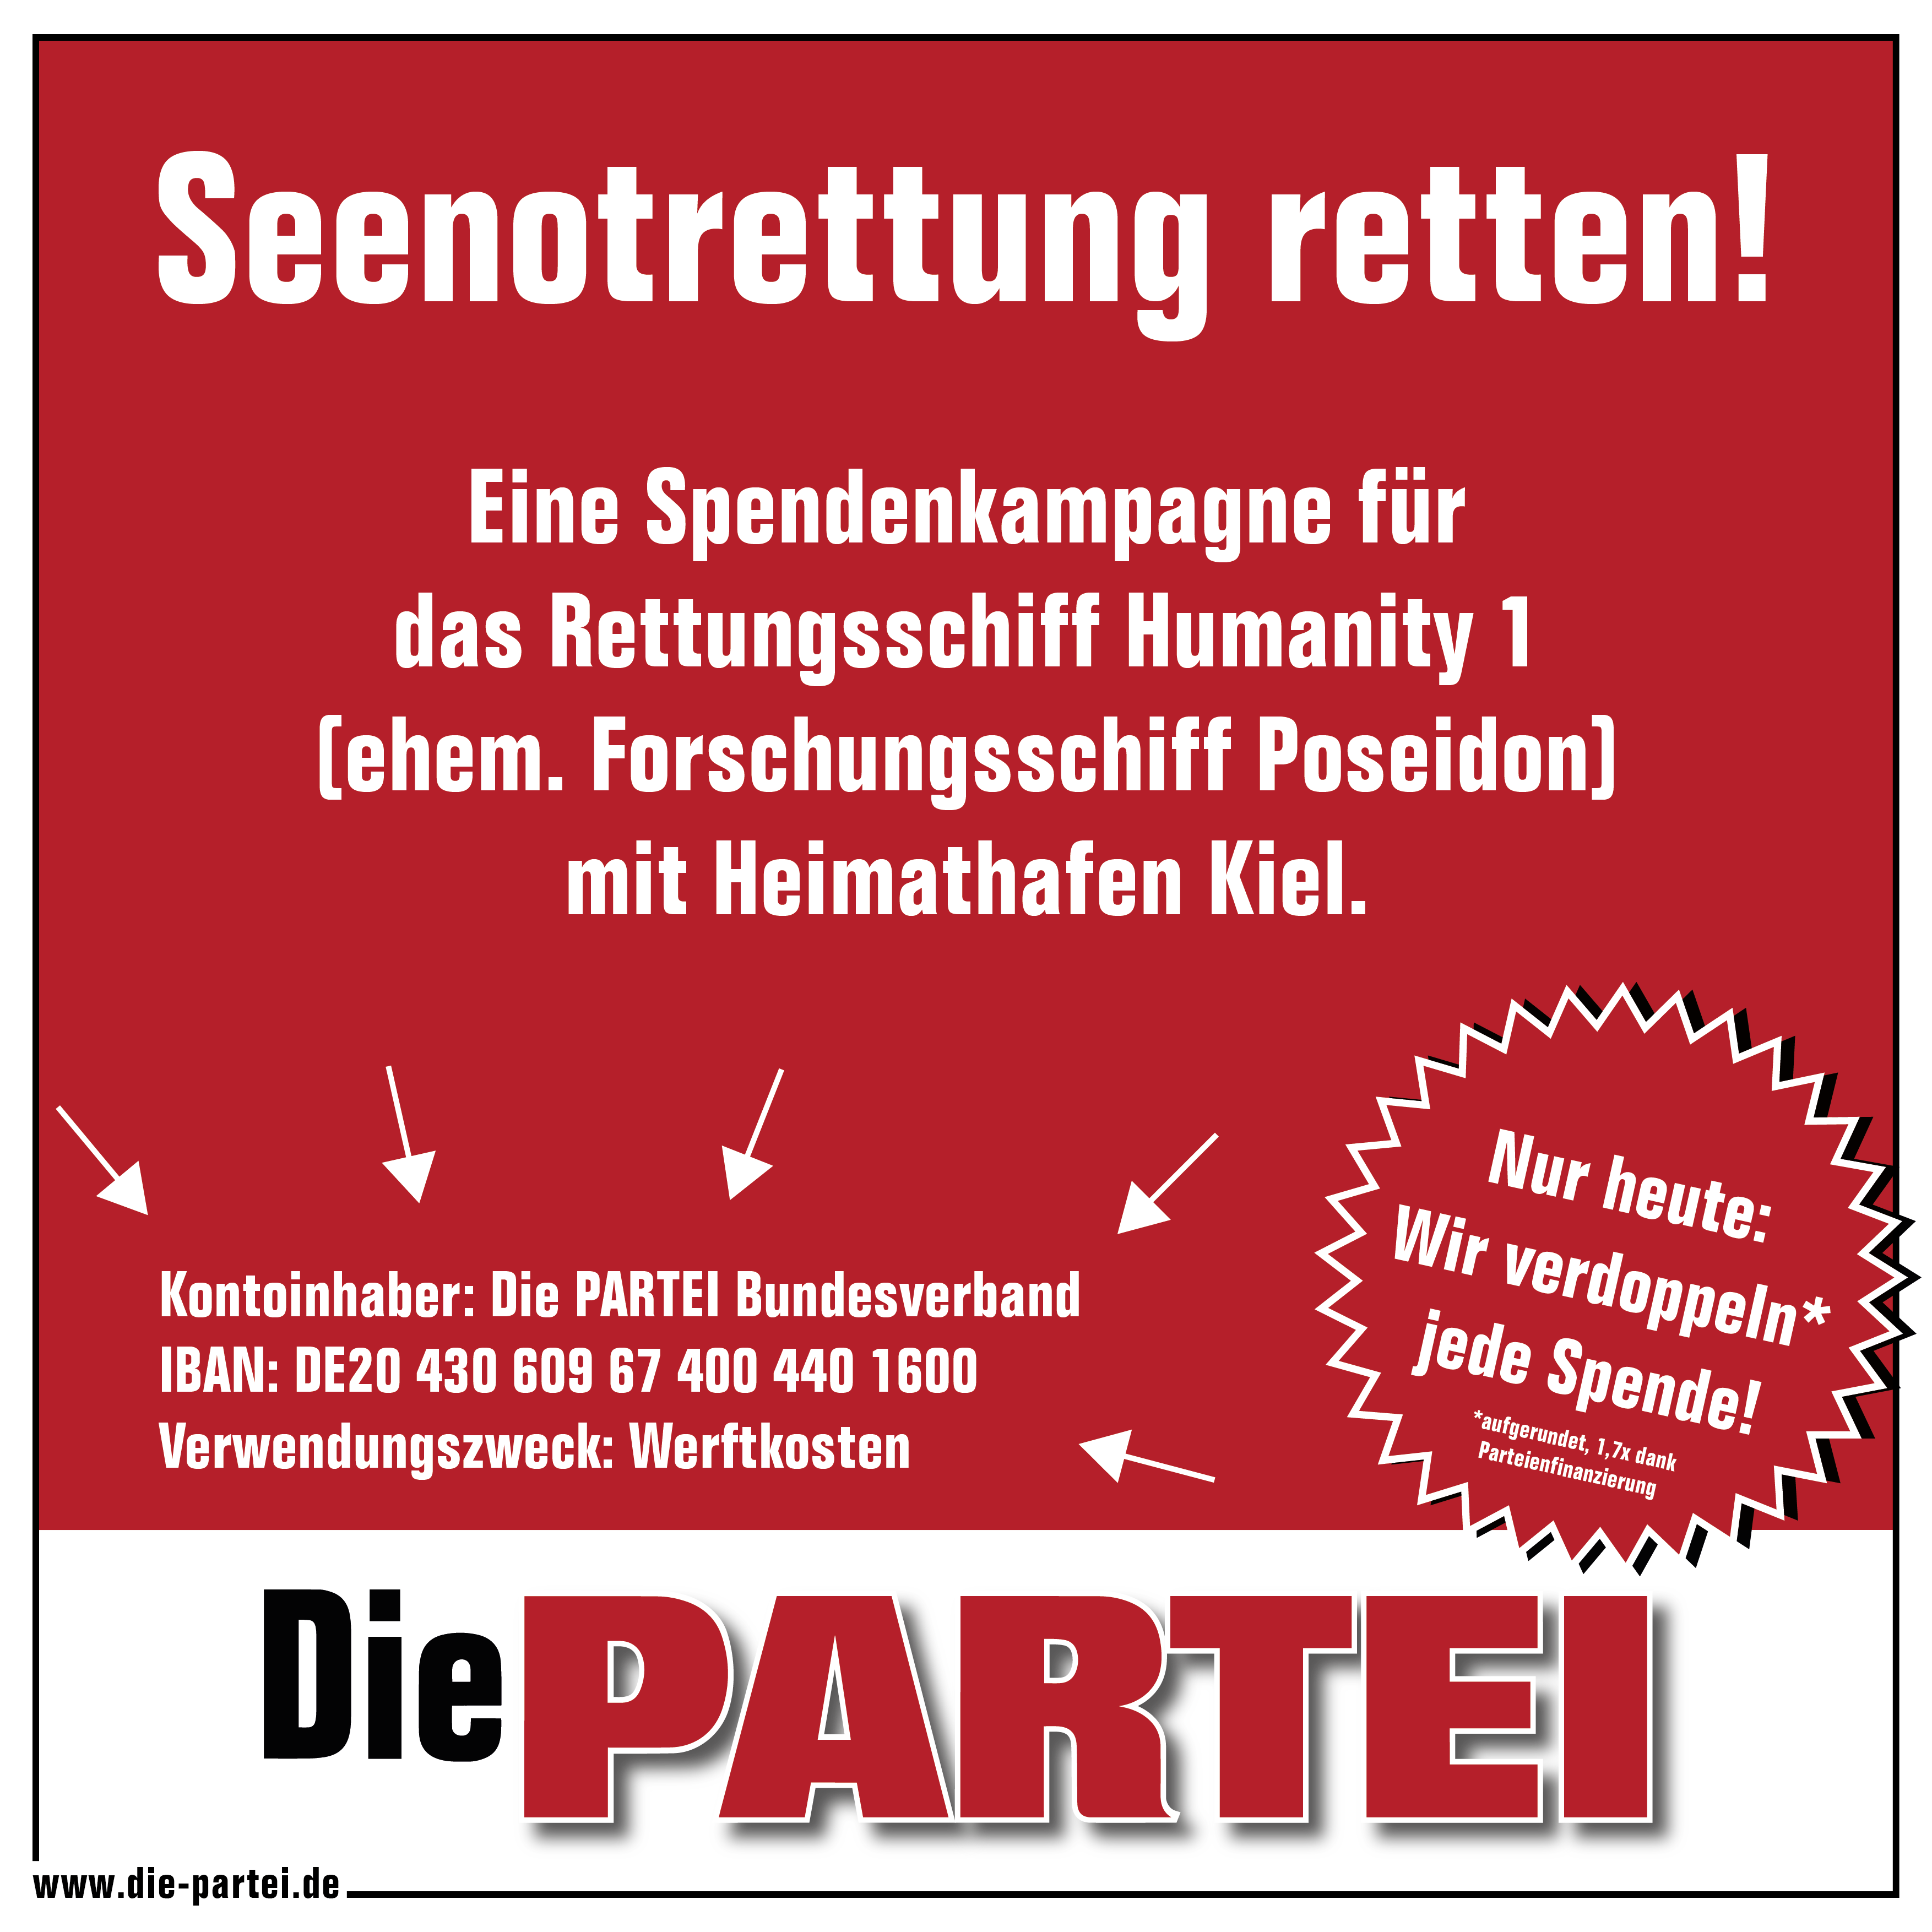 Seenotrettung retten!
Eine Spendenkampagne für
das Rettungsschiff Humanity 1
(ehem. Forschungsschiff Poseidon)
mit Heimathafen Kiel.
Kontoinhaber: Die PARTEI Bundesverband
IBAN: DE20 430 609 67 400 440 1600
Verwendungszweck: Werftkosten
Nur heute:
Wir verdoppeln*
jede Spende!
*aufgerundet, 1,7x dank
Parteienfinanzierung
Die PARTEI
www.die-partei.de